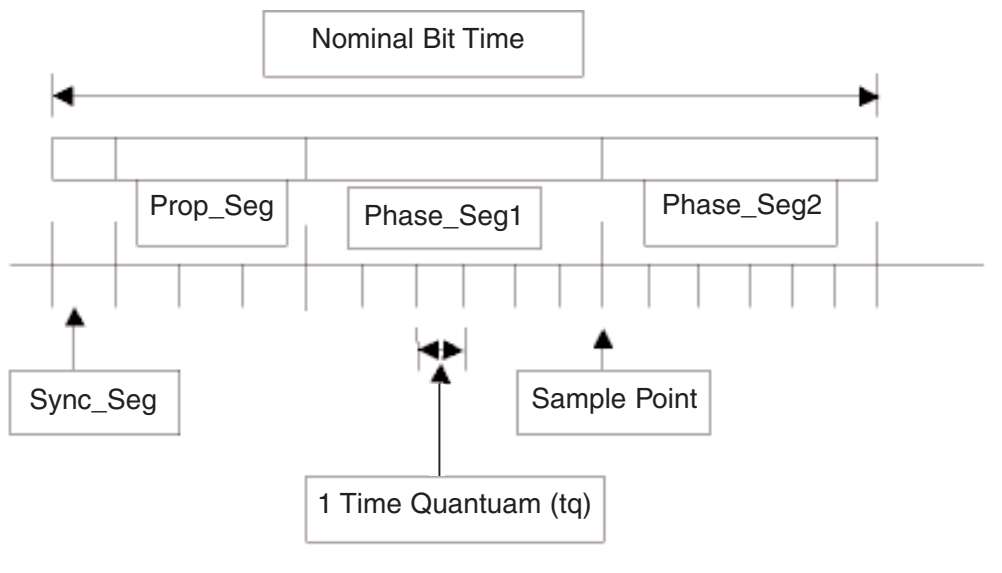 Nominal Bit Time
Prop_Seg
Phase_Seg1
Phase_Seg2
Sync_Seg
Sample Point
1 Time Quantuam (tq)